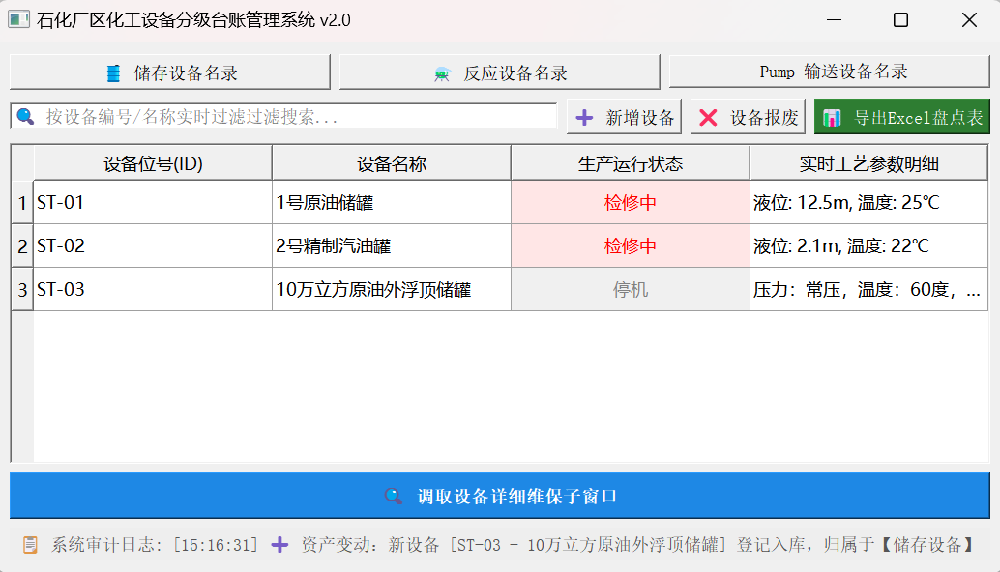 石化厂区化工设备分级台账管理系统 v2.0
储存设备名录 反应设备名录 Pump 输送设备名录
按设备编号/名称实时过滤过滤搜索... 新增设备 设备报废 导出Excel盘点表
设备位号(ID) 设备名称 生产运行状态 实时工艺参数明细
1 ST-01 1号原油储罐 检修中 液位: 12.5m, 温度: 25℃
2 ST-02 2号精制汽油罐 检修中 液位: 2.1m, 温度: 22℃
3 ST-03 10万立方原油外浮顶储罐 停机 压力：常压，温度：60度，...
调取设备详细维保子窗口
系统审计日志: [15:16:31] 资产变动：新设备 [ST-03 - 10万立方原油外浮顶储罐] 登记入库，归属于【储存设备】